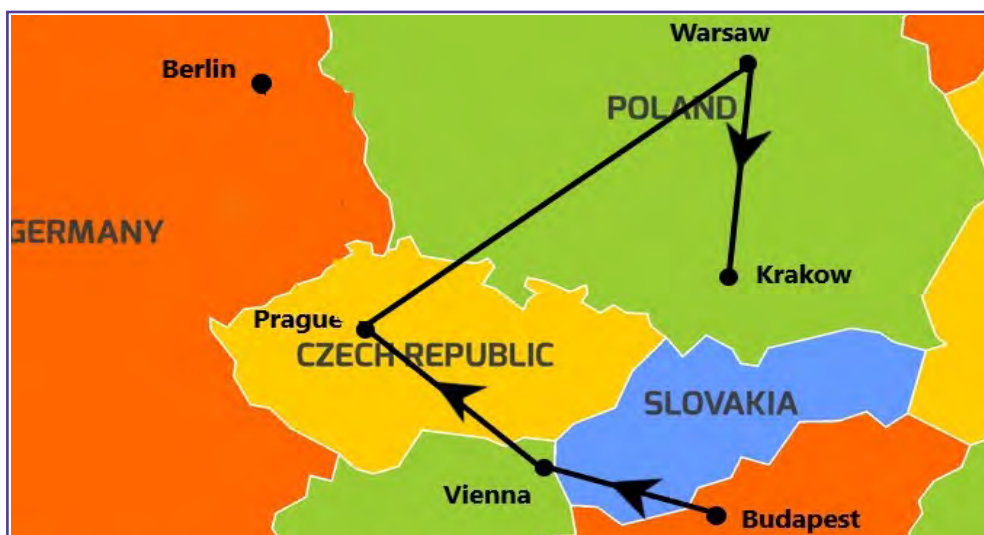 Warsaw
Berlin
POLAND
GERMANY
Krakow
Prague
CZECH REPUBLIC
SLOVAKIA
Vienna
Budapest